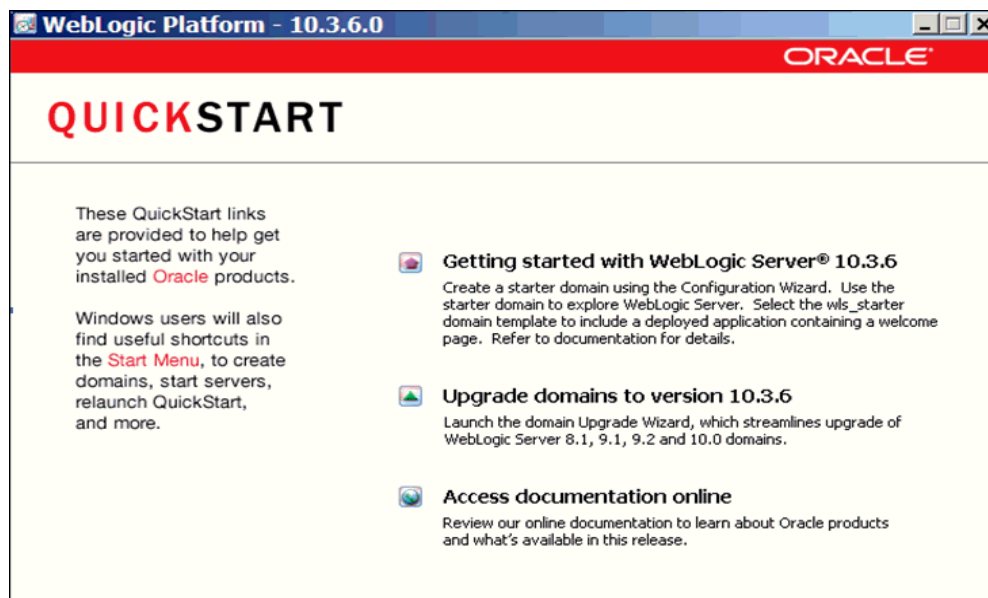 WebLogic Platform - 10.3.6.0
ORACLE
QUICKSTART
These QuickStart links
are provided to help get
you started with your
installed Oracle products.
Windows users will also
find useful shortcuts in
the Start Menu, to create
domains, start servers,
relaunch QuickStart,
and more.
Getting started with WebLogic Server® 10.3.6
Create a starter domain using the Configuration Wizard. Use the
starter domain to explore WebLogic Server. Select the wls_starter
domain template to include a deployed application containing a welcome
page. Refer to documentation for details.
Upgrade domains to version 10.3.6
Launch the domain Upgrade Wizard, which streamlines upgrade of
WebLogic Server 8.1, 9.1, 9.2 and 10.0 domains.
Access documentation online
Review our online documentation to learn about Oracle products
and what's available in this release.